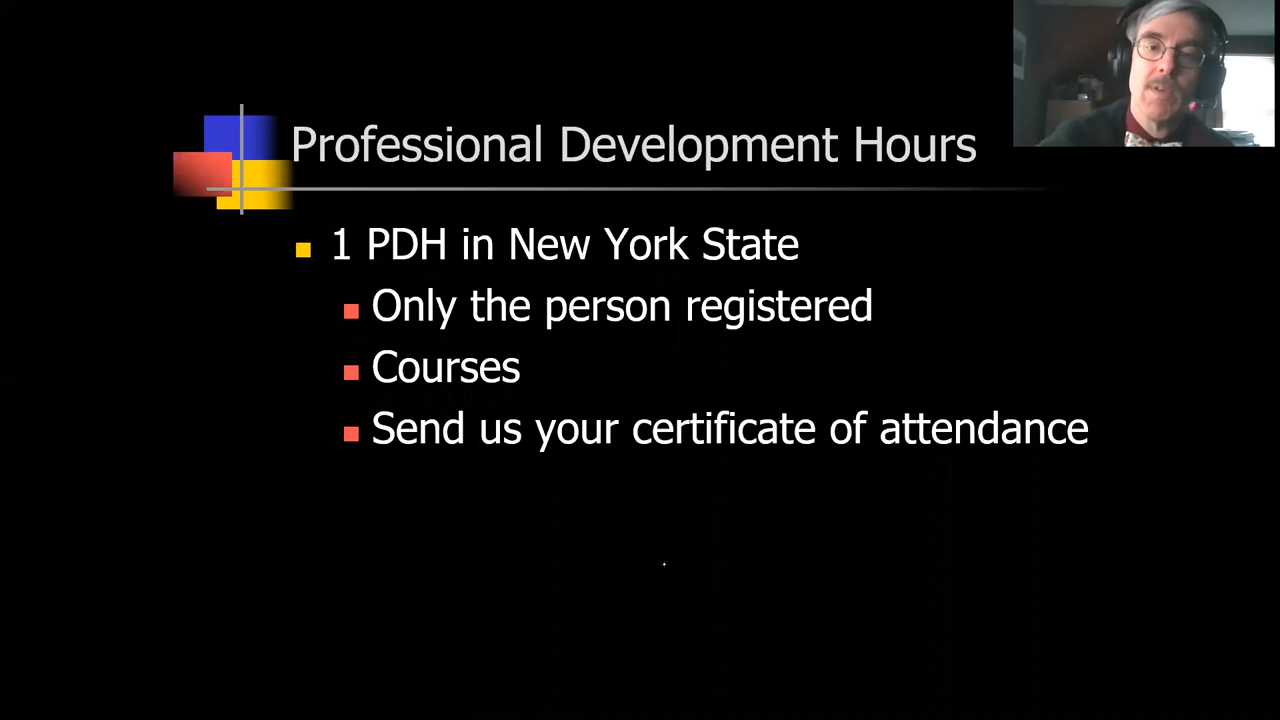 Professional Development Hours
1 PDH in New York State
Only the person registered
Courses
Send us your certificate of attendance